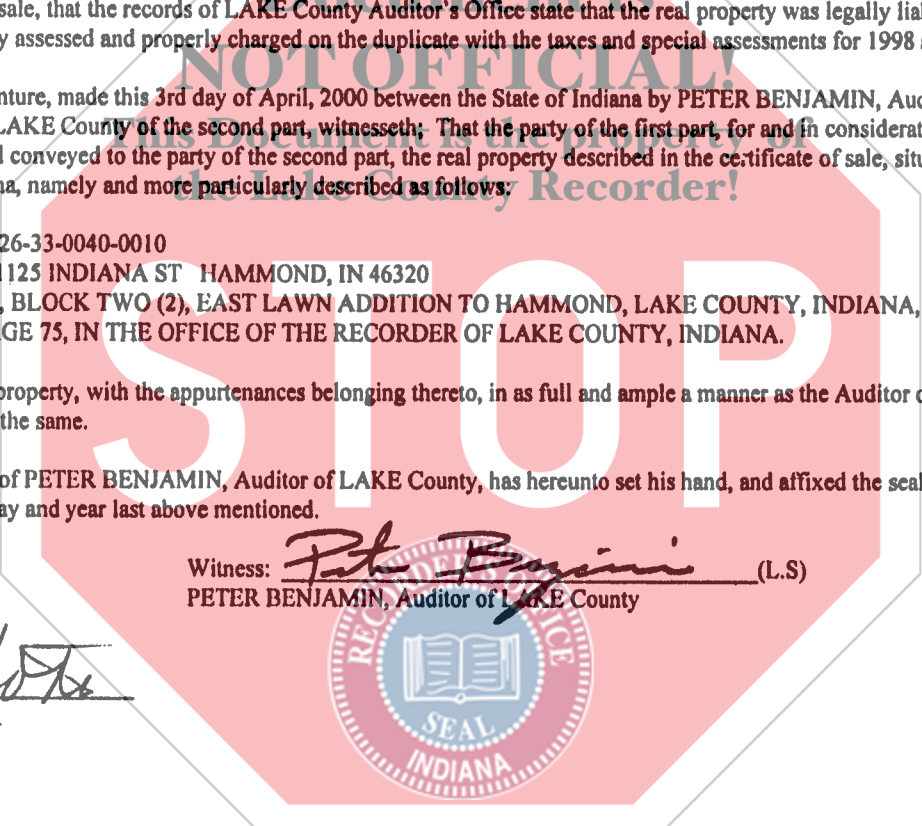 sale, that the records of LAKE County Auditor's Office state that the real property was legally lia
y assessed and properly charged on the duplicate with the taxes and special assessments for 1998
NOT OFFICIAL!
nture, made this 3rd day of April, 2000 between the State of Indiana by PETER BENJAMIN, Aud
LAKE County of the second part, witnesseth; That the party of the first part, for and in considerat
This Document is the property of
conveyed to the party of the second part, the real property described in the certificate of sale, situ
na, namely and more particularly described as follows:
the Lake County Recorder!
26-33-0040-0010
1125 INDIANA ST HAMMOND, IN 46320
, BLOCK TWO (2), EAST LAWN ADDITION TO HAMMOND, LAKE COUNTY, INDIANA,
GE 75, IN THE OFFICE OF THE RECORDER OF LAKE COUNTY, INDIANA.
STOP
property, with the appurtenances belonging thereto, in as full and ample a manner as the Auditor
the same.
of PETER BENJAMIN, Auditor of LAKE County, has hereunto set his hand, and affixed the seal
ay and year last above mentioned.
Witness: (L.S)
PETER BENJAMIN, Auditor of LAKE County
RECORDER'S OFFICE
SEAL
INDIANA